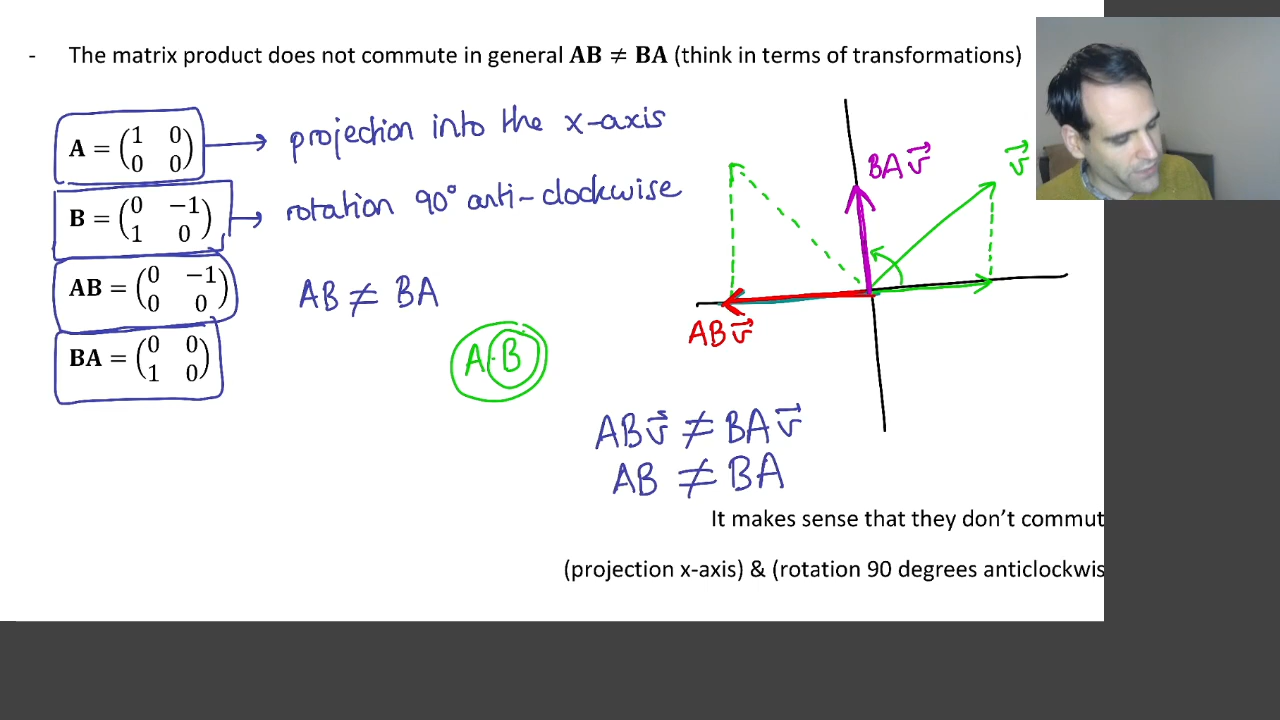 - The matrix product does not commute in general AB ≠ BA (think in terms of transformations)
A = (1 0
0 0) → projection into the x-axis
B = (0 −1
1 0) → rotation 90° anti-clockwise
AB = (0 −1
0 0) AB ≠ BA
BA = (0 0
1 0)
A·B
BA v⃗
v⃗
AB v⃗
AB v⃗ ≠ BA v⃗
AB ≠ BA
It makes sense that they don't commut
(projection x-axis) & (rotation 90 degrees anticlockwis